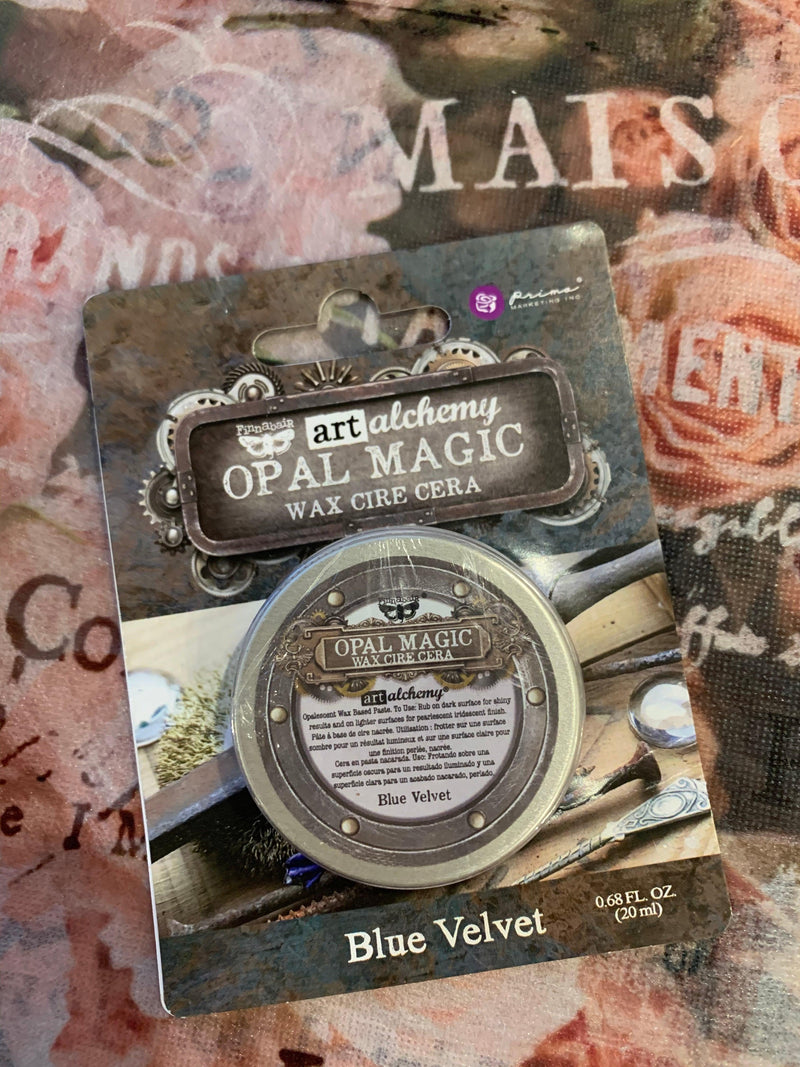 MAIS
prima
MARKETING INC
Finnabair
art alchemy
OPAL MAGIC
WAX CIRE CERA
Finnabair
OPAL MAGIC
WAX CIRE CERA
art alchemy®
Opalescent Wax Based Paste. To Use: Rub on dark surface for shiny
results and on lighter surfaces for pearlescent iridescent finish.
Pâte à base de cire nacrée. Utilisation : frotter sur une surface
sombre pour un résultat lumineux et sur une surface claire pour
une finition perlée, nacrée.
Cera en pasta nacarada. Uso: Frotando sobre una
superficie oscura para un resultado iluminado y una
superficie clara para un acabado nacarado, perlado.
Blue Velvet
0.68 FL. OZ.
(20 ml)
Blue Velvet